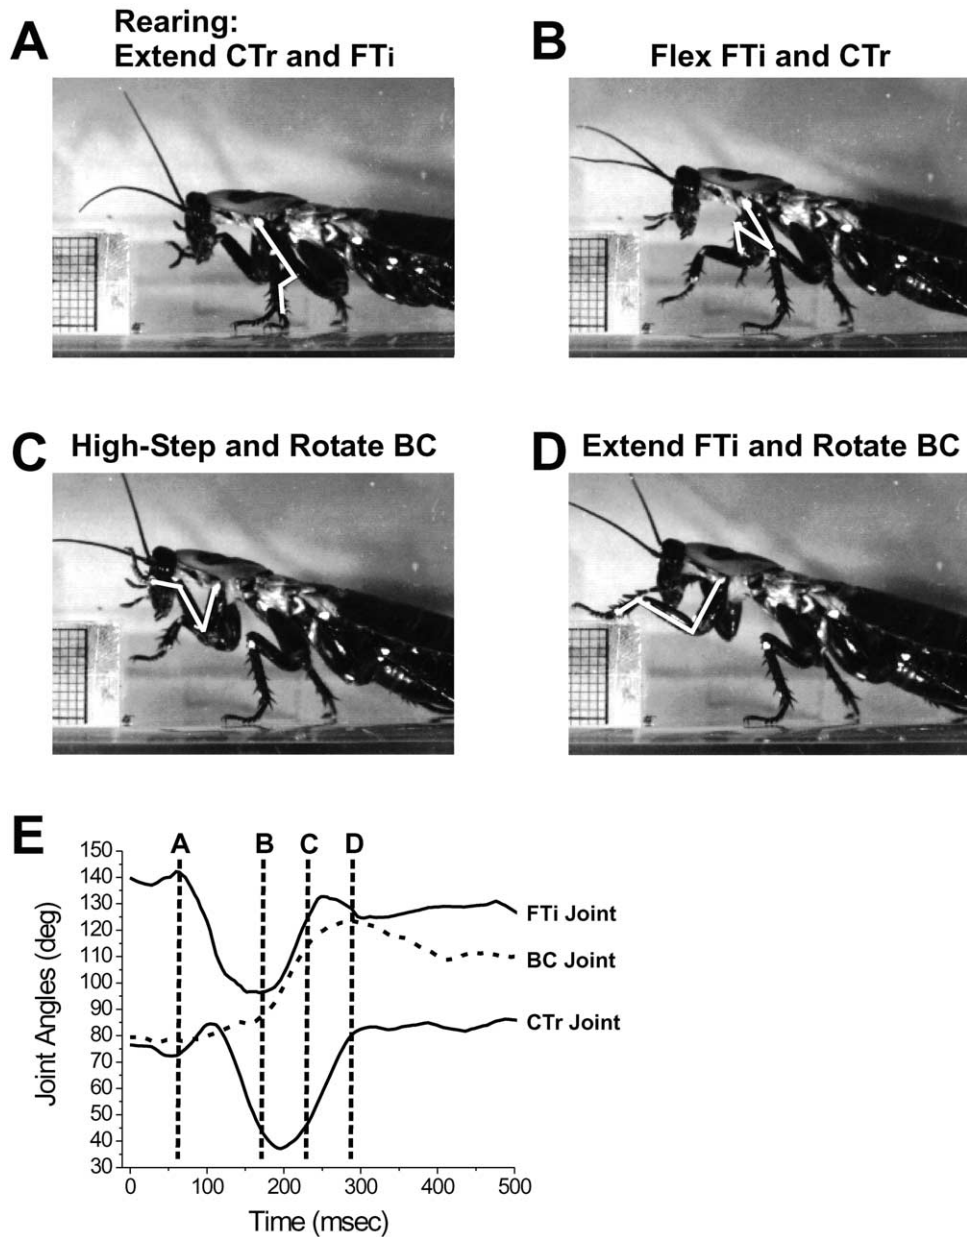 A
Rearing:
Extend CTr and FTi
B
Flex FTi and CTr
C
High-Step and Rotate BC
D
Extend FTi and Rotate BC
E
A B C D
150
140
130
120
110
100
90
80
70
60
50
40
30
Joint Angles (deg)
FTi Joint
BC Joint
CTr Joint
0 100 200 300 400 500
Time (msec)